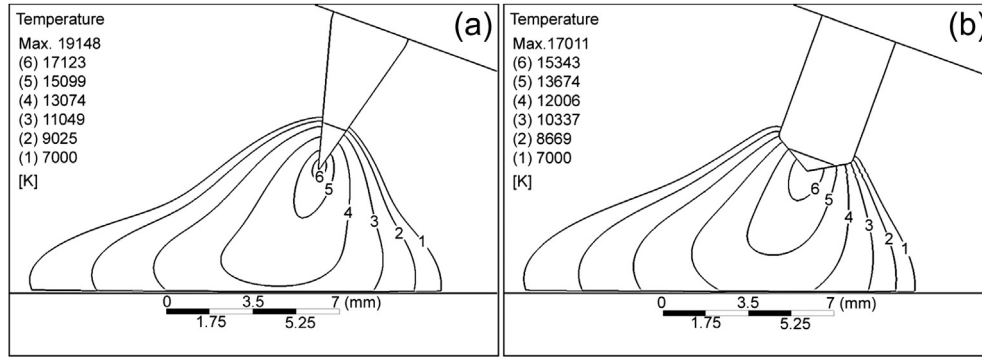 (a)
Temperature
Max. 19148
(6) 17123
(5) 15099
(4) 13074
(3) 11049
(2) 9025
(1) 7000
[K]
6
5
4
3
2
1
0 3.5 7 (mm)
1.75 5.25
(b)
Temperature
Max.17011
(6) 15343
(5) 13674
(4) 12006
(3) 10337
(2) 8669
(1) 7000
[K]
6
5
4
3
2
1
0 3.5 7 (mm)
1.75 5.25